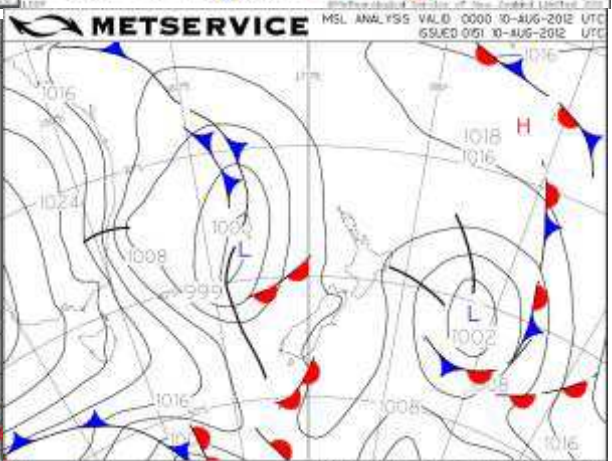 METSERVICE
MSL ANALYSIS VALID 0000 10-AUG-2012 UTC
ISSUED 0151 10-AUG-2012 UTC
1016
1016
H
1018
1016
1024
1008
L
999
L
1002
1016
1008
1016